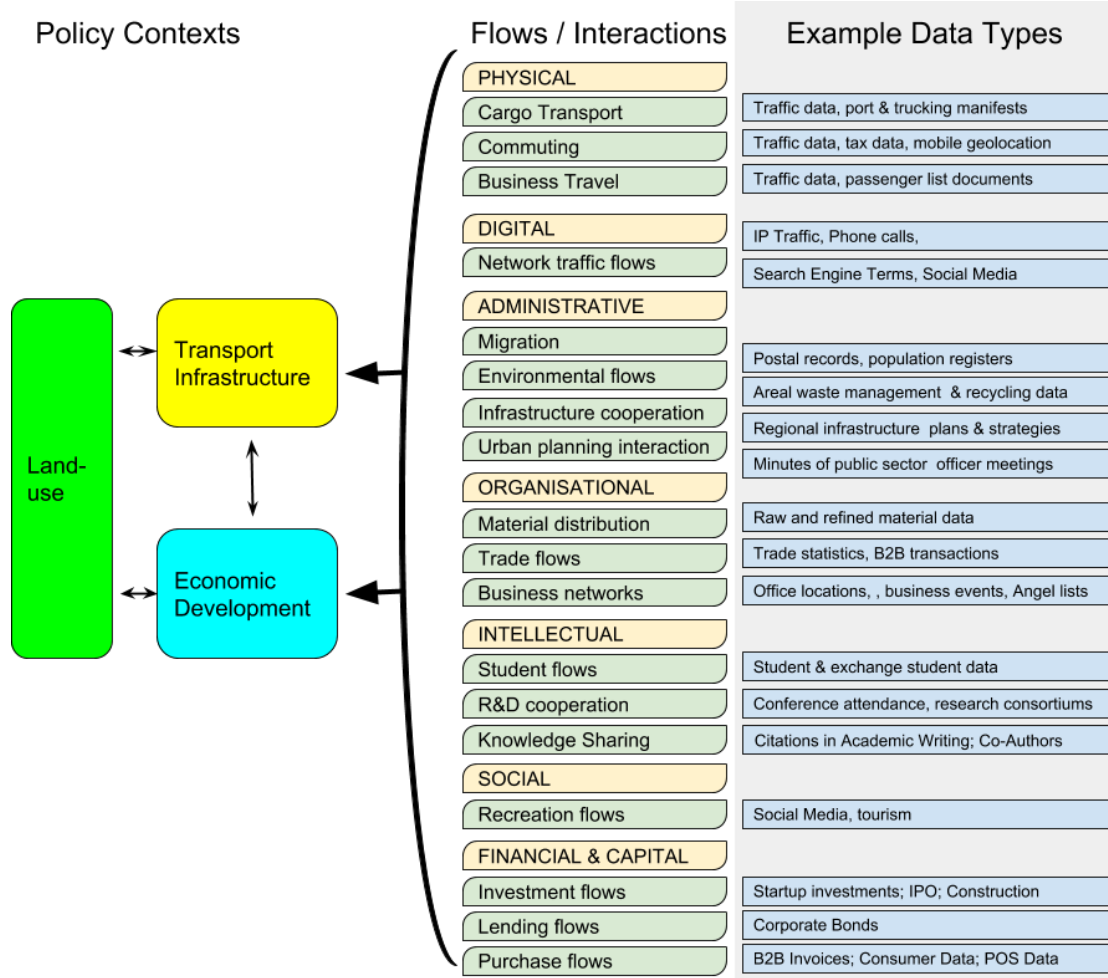 Policy Contexts
Flows / Interactions
Example Data Types
Land-
use
Transport
Infrastructure
Economic
Development
PHYSICAL
Cargo Transport
Traffic data, port & trucking manifests
Commuting
Traffic data, tax data, mobile geolocation
Business Travel
Traffic data, passenger list documents
DIGITAL
IP Traffic, Phone calls,
Network traffic flows
Search Engine Terms, Social Media
ADMINISTRATIVE
Migration
Postal records, population registers
Environmental flows
Areal waste management & recycling data
Infrastructure cooperation
Regional infrastructure plans & strategies
Urban planning interaction
Minutes of public sector officer meetings
ORGANISATIONAL
Material distribution
Raw and refined material data
Trade flows
Trade statistics, B2B transactions
Business networks
Office locations, , business events, Angel lists
INTELLECTUAL
Student flows
Student & exchange student data
R&D cooperation
Conference attendance, research consortiums
Knowledge Sharing
Citations in Academic Writing; Co-Authors
SOCIAL
Recreation flows
Social Media, tourism
FINANCIAL & CAPITAL
Investment flows
Startup investments; IPO; Construction
Lending flows
Corporate Bonds
Purchase flows
B2B Invoices; Consumer Data; POS Data